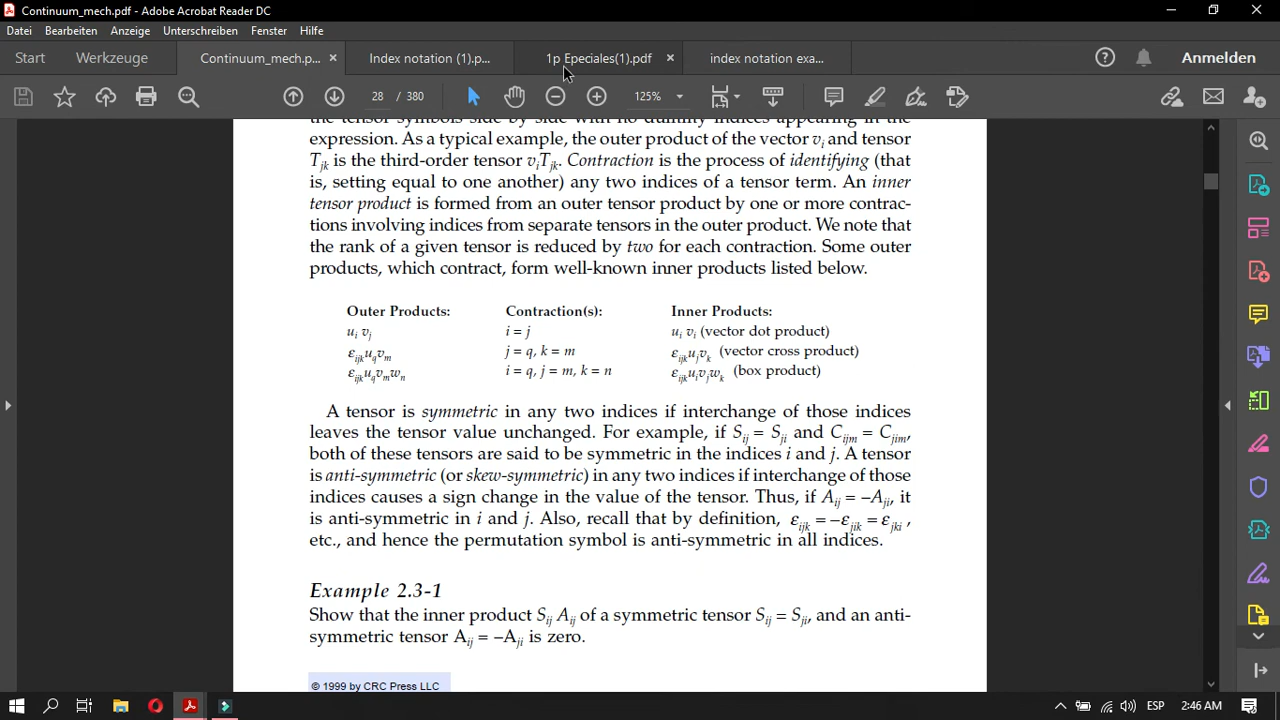 Continuum_mech.pdf - Adobe Acrobat Reader DC
Datei Bearbeiten Anzeige Unterschreiben Fenster Hilfe
Start Werkzeuge Continuum_mech.p... × Index notation (1).p... 1p Epeciales(1).pdf × index notation exa... Anmelden
28 / 380 125%
the tensor symbols side by side with no dummy indices appearing in the
expression. As a typical example, the outer product of the vector vi and tensor
Tjk is the third-order tensor viTjk. Contraction is the process of identifying (that
is, setting equal to one another) any two indices of a tensor term. An inner
tensor product is formed from an outer tensor product by one or more contrac-
tions involving indices from separate tensors in the outer product. We note that
the rank of a given tensor is reduced by two for each contraction. Some outer
products, which contract, form well-known inner products listed below.
Outer Products: Contraction(s): Inner Products:
ui vj i = j ui vi (vector dot product)
εijkuqvm j = q, k = m εijkujvk (vector cross product)
εijkuqvmwn i = q, j = m, k = n εijkuivjwk (box product)
A tensor is symmetric in any two indices if interchange of those indices
leaves the tensor value unchanged. For example, if Sij = Sji and Cijm = Cjim,
both of these tensors are said to be symmetric in the indices i and j. A tensor
is anti-symmetric (or skew-symmetric) in any two indices if interchange of those
indices causes a sign change in the value of the tensor. Thus, if Aij = –Aji, it
is anti-symmetric in i and j. Also, recall that by definition, εijk = –εjik = εjki ,
etc., and hence the permutation symbol is anti-symmetric in all indices.
Example 2.3-1
Show that the inner product Sij Aij of a symmetric tensor Sij = Sji, and an anti-
symmetric tensor Aij = –Aji is zero.
© 1999 by CRC Press LLC
ESP 2:46 AM